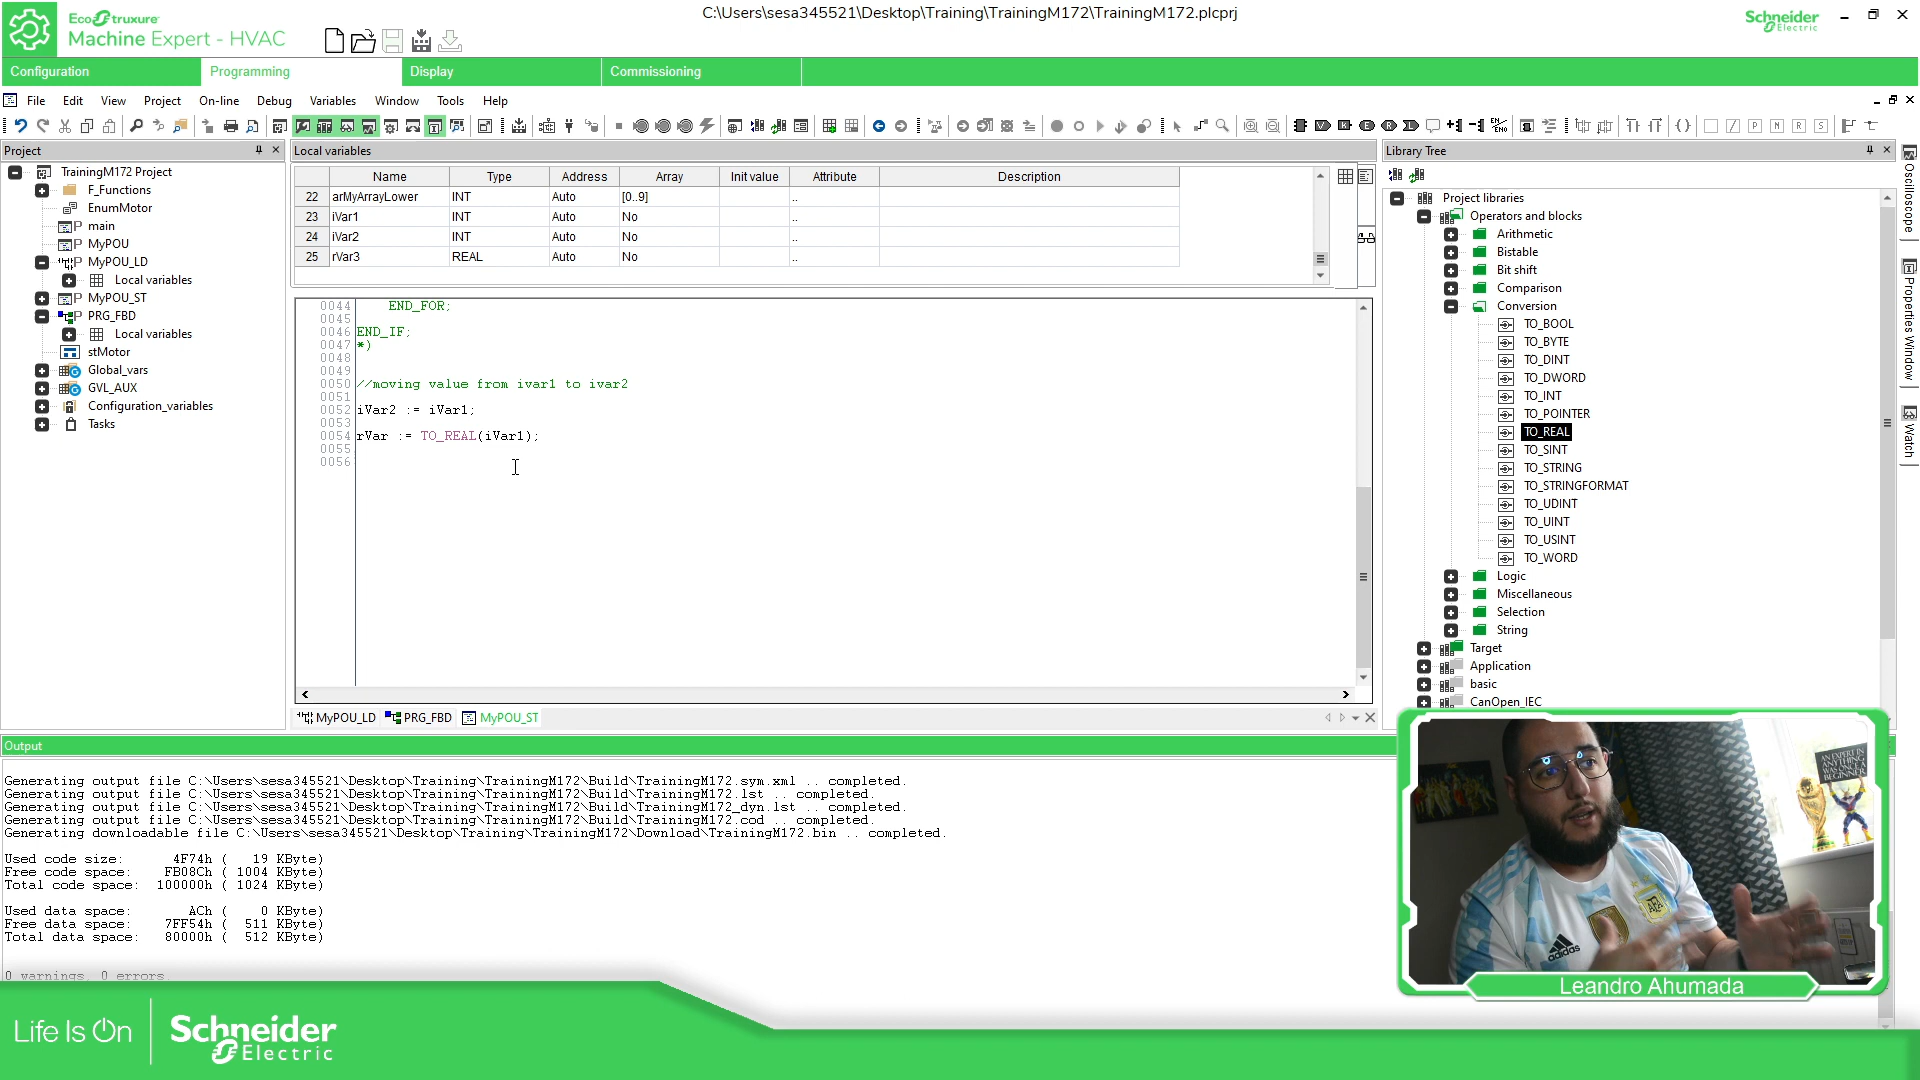 EcoStruxure
Machine Expert - HVAC
C:\Users\sesa345521\Desktop\Training\TrainingM172\TrainingM172.plcprj
Schneider
Electric
Configuration
Programming
Display
Commissioning
File Edit View Project On-line Debug Variables Window Tools Help
Project
TrainingM172 Project
F_Functions
EnumMotor
main
MyPOU
MyPOU_LD
Local variables
MyPOU_ST
PRG_FBD
Local variables
stMotor
Global_vars
GVL_AUX
Configuration_variables
Tasks
Local variables
Name Type Address Array Init value Attribute Description
22 arMyArrayLower INT Auto [0..9] ..
23 iVar1 INT Auto No ..
24 iVar2 INT Auto No ..
25 rVar3 REAL Auto No ..
0044 END_FOR;
0045
0046 END_IF;
0047 *)
0048
0049
0050 //moving value from ivar1 to ivar2
0051
0052 iVar2 := iVar1;
0053
0054 rVar := TO_REAL(iVar1);
0055
0056
MyPOU_LD PRG_FBD MyPOU_ST
Library Tree
Project libraries
Operators and blocks
Arithmetic
Bistable
Bit shift
Comparison
Conversion
TO_BOOL
TO_BYTE
TO_DINT
TO_DWORD
TO_INT
TO_POINTER
TO_REAL
TO_SINT
TO_STRING
TO_STRINGFORMAT
TO_UDINT
TO_UINT
TO_USINT
TO_WORD
Logic
Miscellaneous
Selection
String
Target
Application
basic
CanOpen_IEC
Oscilloscope
Properties Window
Watch
Output
Generating output file C:\Users\sesa345521\Desktop\Training\TrainingM172\Build\TrainingM172.sym.xml .. completed.
Generating output file C:\Users\sesa345521\Desktop\Training\TrainingM172\Build\TrainingM172.lst .. completed.
Generating output file C:\Users\sesa345521\Desktop\Training\TrainingM172\Build\TrainingM172_dyn.lst .. completed.
Generating output file C:\Users\sesa345521\Desktop\Training\TrainingM172\Build\TrainingM172.cod .. completed.
Generating downloadable file C:\Users\sesa345521\Desktop\Training\TrainingM172\Download\TrainingM172.bin .. completed.
Used code size: 4F74h ( 19 KByte)
Free code space: FB08Ch ( 1004 KByte)
Total code space: 100000h ( 1024 KByte)
Used data space: ACh ( 0 KByte)
Free data space: 7FF54h ( 511 KByte)
Total data space: 80000h ( 512 KByte)
0 warnings, 0 errors.
AN EXPERT IN
ANYTHING
WAS ONCE A
BEGINNER
adidas
AFA
Leandro Ahumada
Life Is On
Schneider
Electric